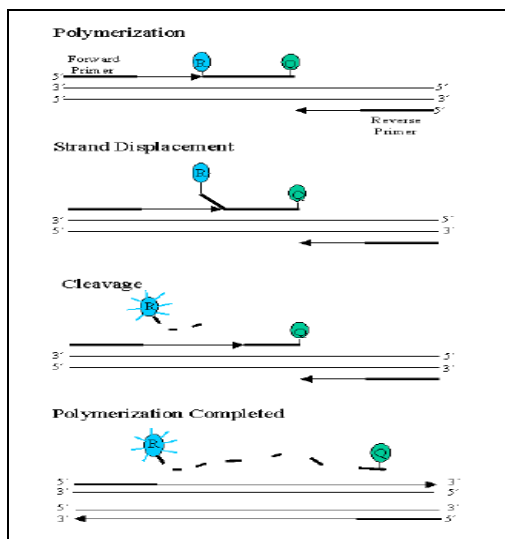 Polymerization
R Q
Forward
Primer
5´
3´ 5´
5´ 3´
5´
Reverse
Primer
Strand Displacement
R
Q
3´ 5´
5´ 3´
Cleavage
R
Q
3´ 5´
5´ 3´
Polymerization Completed
R Q
5´ 3´
3´ 5´
5´ 3´
3´ 5´